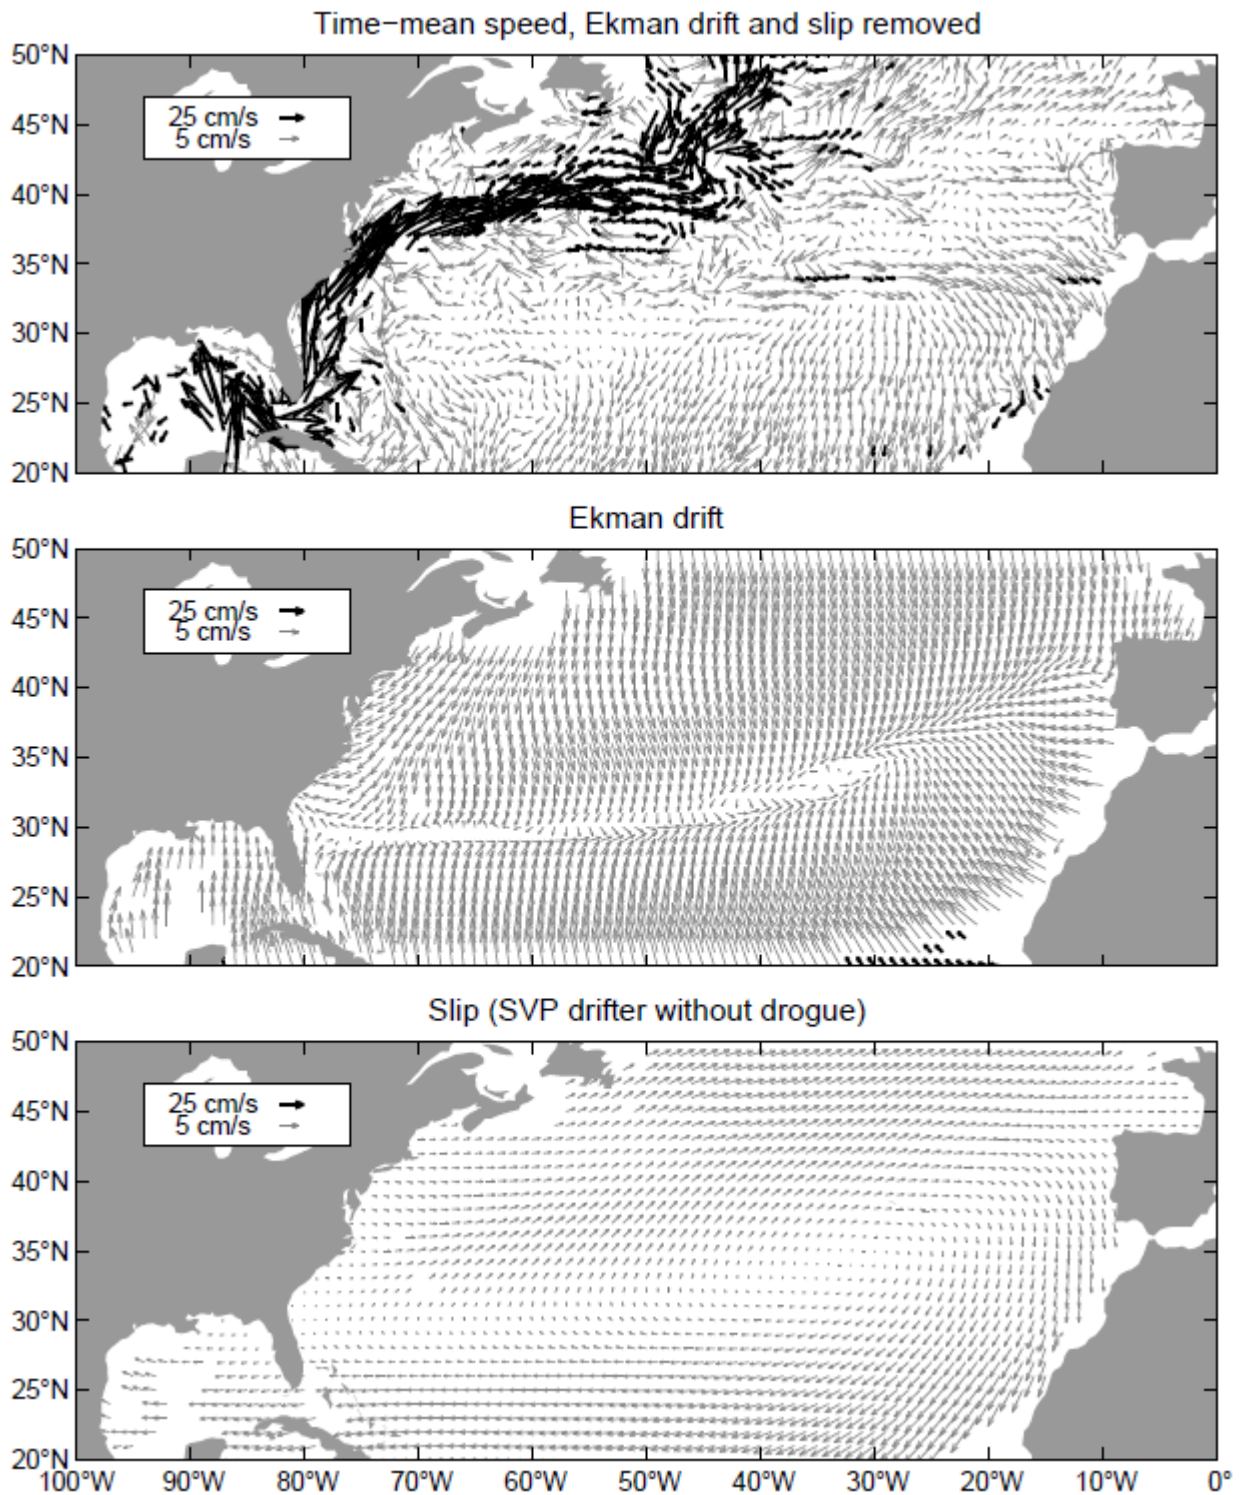 Time−mean speed, Ekman drift and slip removed
50°N
45°N
40°N
35°N
30°N
25°N
20°N
25 cm/s
5 cm/s
Ekman drift
50°N
45°N
40°N
35°N
30°N
25°N
20°N
25 cm/s
5 cm/s
Slip (SVP drifter without drogue)
50°N
45°N
40°N
35°N
30°N
25°N
20°N
25 cm/s
5 cm/s
100°W 90°W 80°W 70°W 60°W 50°W 40°W 30°W 20°W 10°W 0°